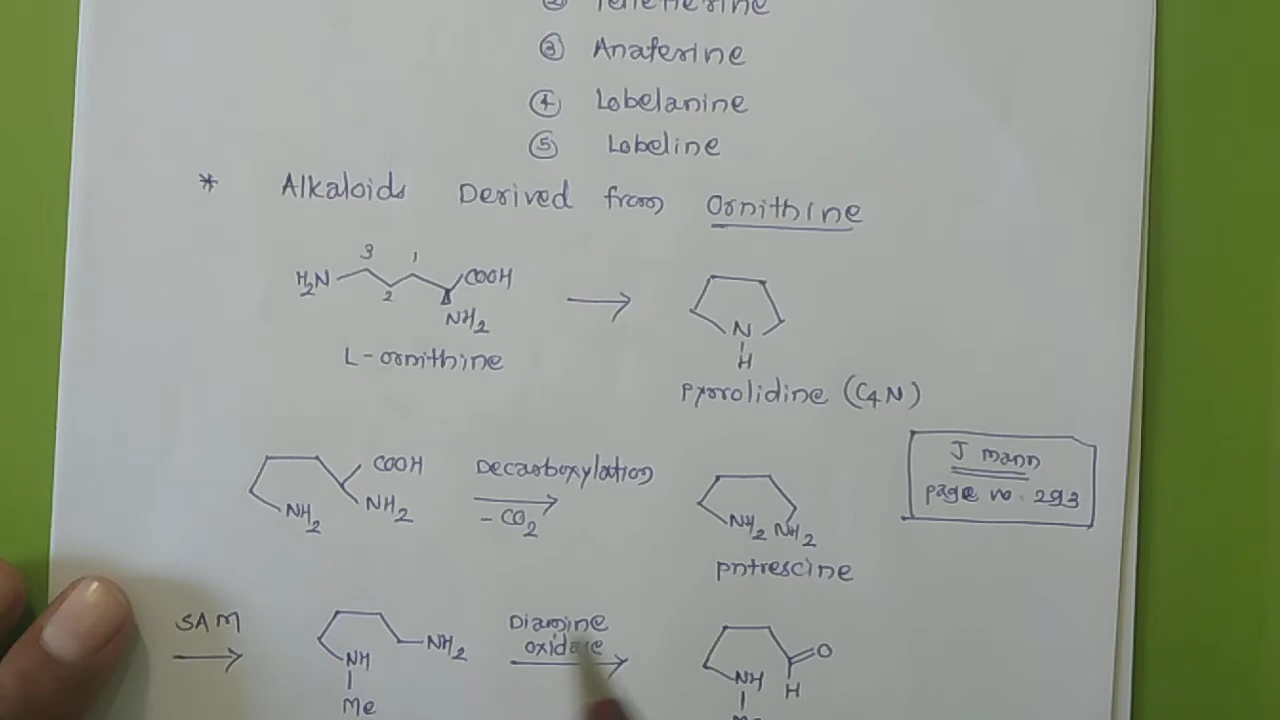 ③ Anaferine
④ Lobelanine
⑤ Lobeline
* Alkaloids Derived from Ornithine
3 1
H2N COOH
2
NH2
N
H
L-ornithine
Pyrrolidine (C4N)
COOH Decarboxylation
J mann
page no. 293
NH2 NH2 - CO2 NH2 NH2
pntrescine
SAM Diamine
oxidase
NH2 O
NH NH H
Me